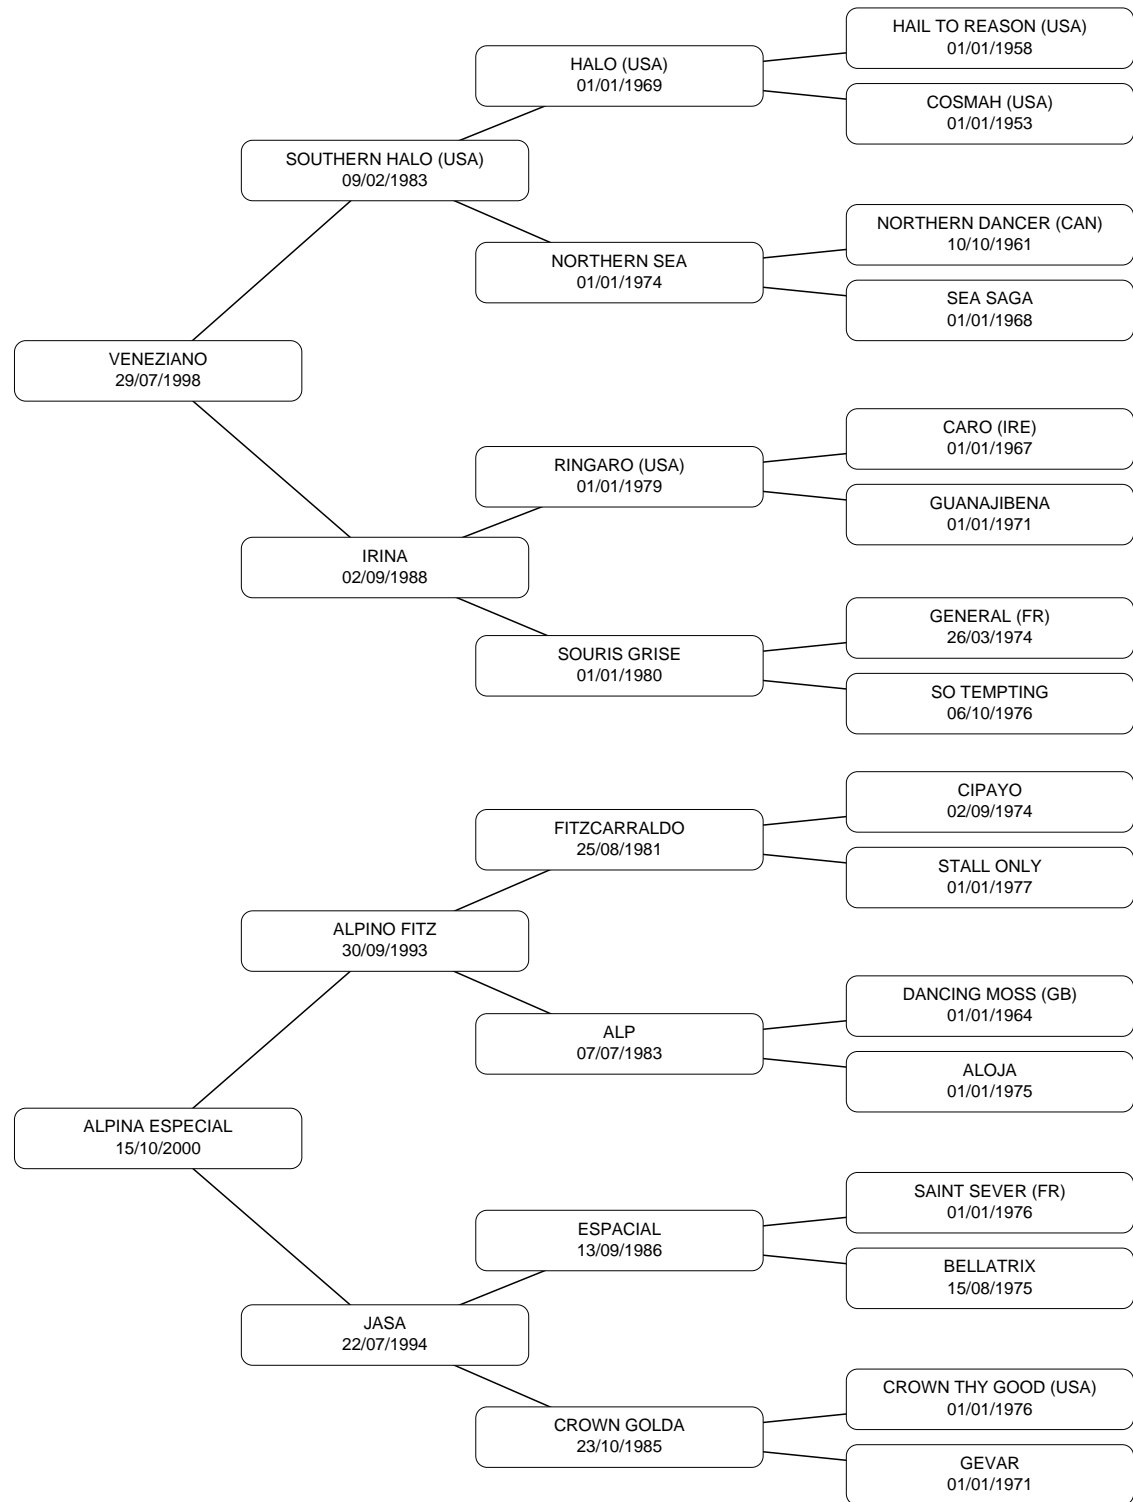 HAIL TO REASON (USA)
01/01/1958
HALO (USA)
01/01/1969
COSMAH (USA)
01/01/1953
SOUTHERN HALO (USA)
09/02/1983
NORTHERN DANCER (CAN)
10/10/1961
NORTHERN SEA
01/01/1974
SEA SAGA
01/01/1968
VENEZIANO
29/07/1998
CARO (IRE)
01/01/1967
RINGARO (USA)
01/01/1979
GUANAJIBENA
01/01/1971
IRINA
02/09/1988
GENERAL (FR)
26/03/1974
SOURIS GRISE
01/01/1980
SO TEMPTING
06/10/1976
CIPAYO
02/09/1974
FITZCARRALDO
25/08/1981
STALL ONLY
01/01/1977
ALPINO FITZ
30/09/1993
DANCING MOSS (GB)
01/01/1964
ALP
07/07/1983
ALOJA
01/01/1975
ALPINA ESPECIAL
15/10/2000
SAINT SEVER (FR)
01/01/1976
ESPACIAL
13/09/1986
BELLATRIX
15/08/1975
JASA
22/07/1994
CROWN THY GOOD (USA)
01/01/1976
CROWN GOLDA
23/10/1985
GEVAR
01/01/1971